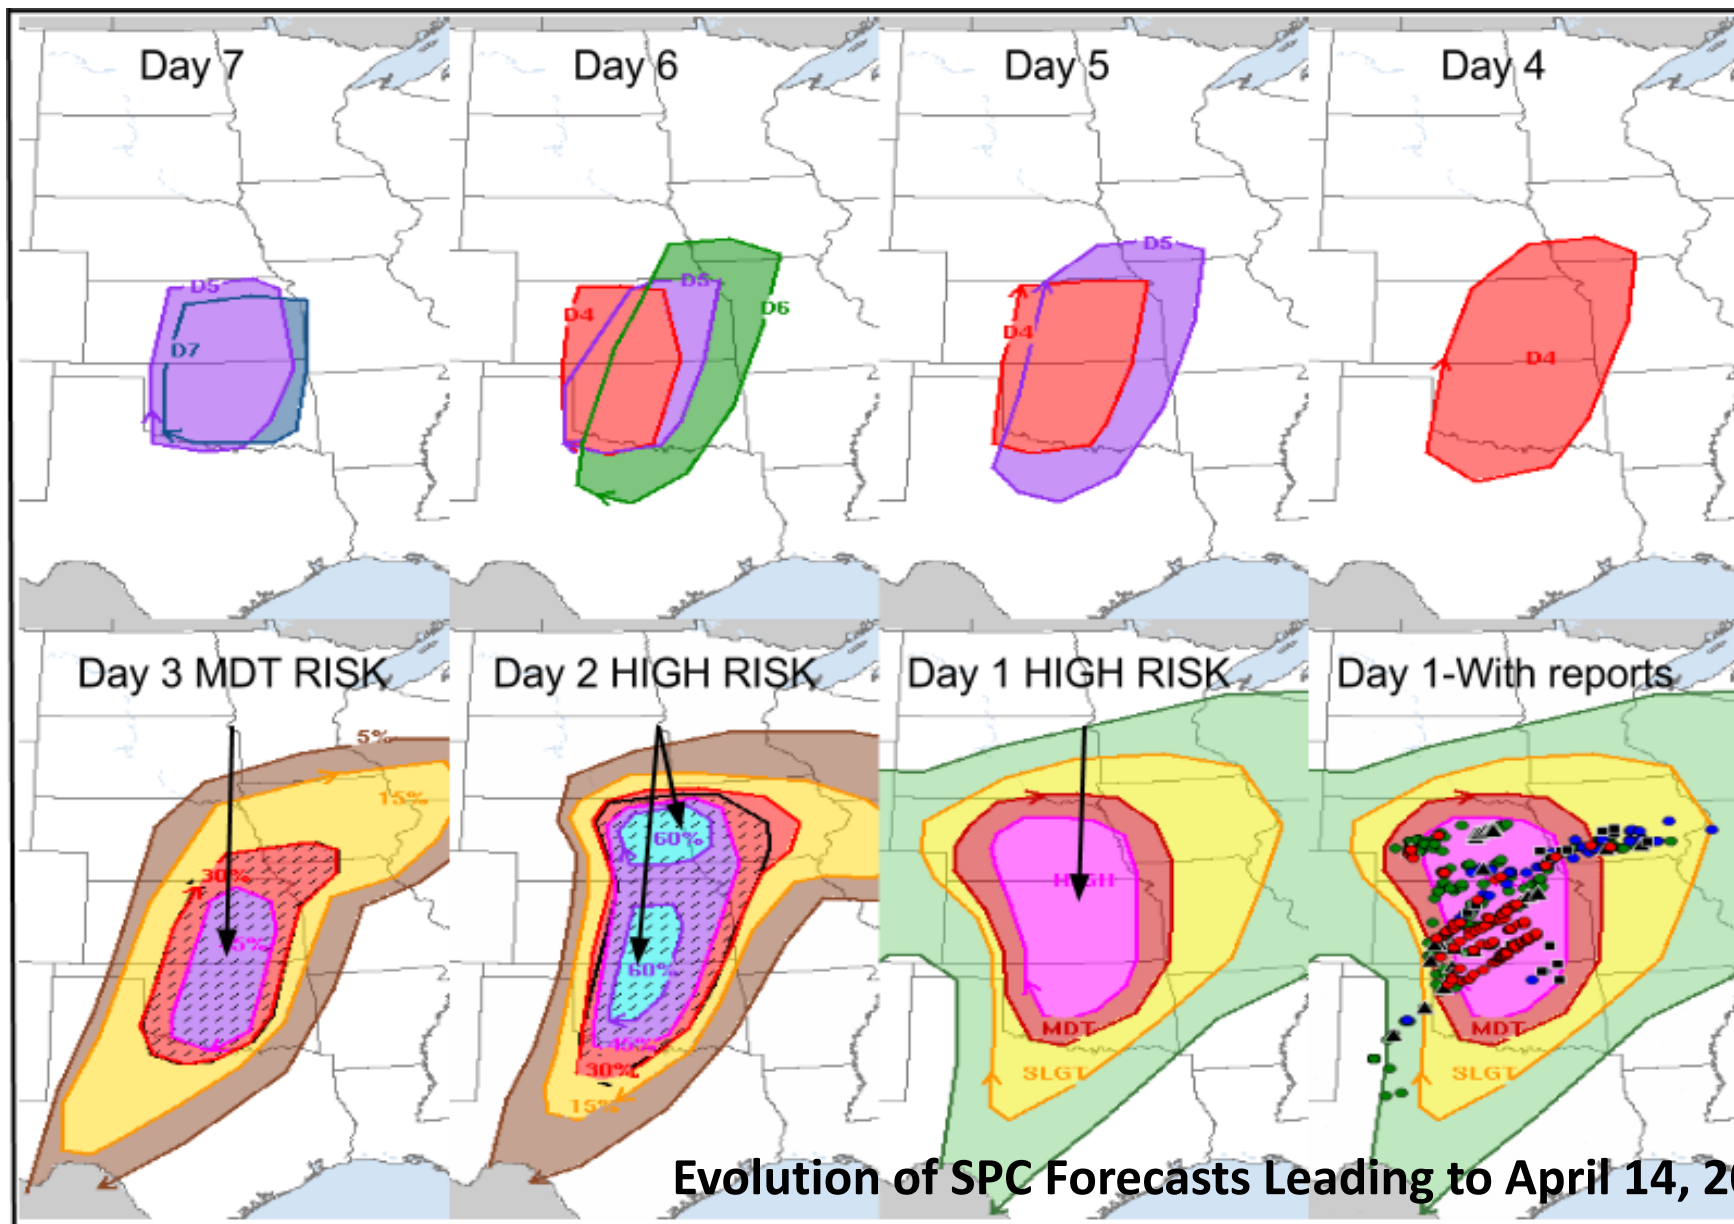 Day 7
Day 6
Day 5
Day 4
D5
D7
D4
D5
D6
D5
D4
D4
Day 3 MDT RISK
Day 2 HIGH RISK
Day 1 HIGH RISK
Day 1-With reports
5%
15%
30%
60%
60%
45%
30%
15%
HIGH
MDT
SLGT
MDT
SLGT
Evolution of SPC Forecasts Leading to April 14,